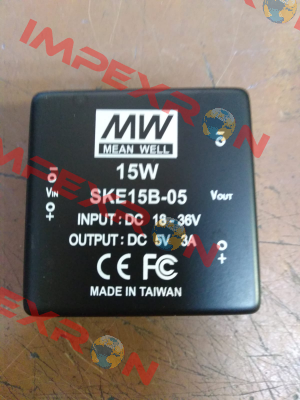 IMPEXRON
MW
MEAN WELL
15W
SKE15B-05
VIN
VOUT
INPUT : DC 18 - 36V
OUTPUT : DC 5V 3A
CE FC
MADE IN TAIWAN
IMPEXRON